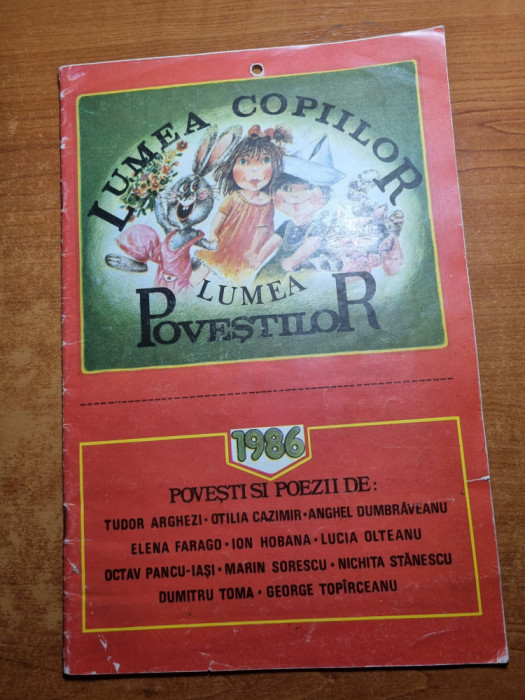 LUMEA COPIILOR
LUMEA
POVEȘTILOR
1986
POVEȘTI SI POEZII DE:
TUDOR ARGHEZI • OTILIA CAZIMIR • ANGHEL DUMBRĂVEANU
ELENA FARAGO • ION HOBANA • LUCIA OLTEANU
OCTAV PANCU-IAȘI • MARIN SORESCU • NICHITA STĂNESCU
DUMITRU TOMA • GEORGE TOPÎRCEANU